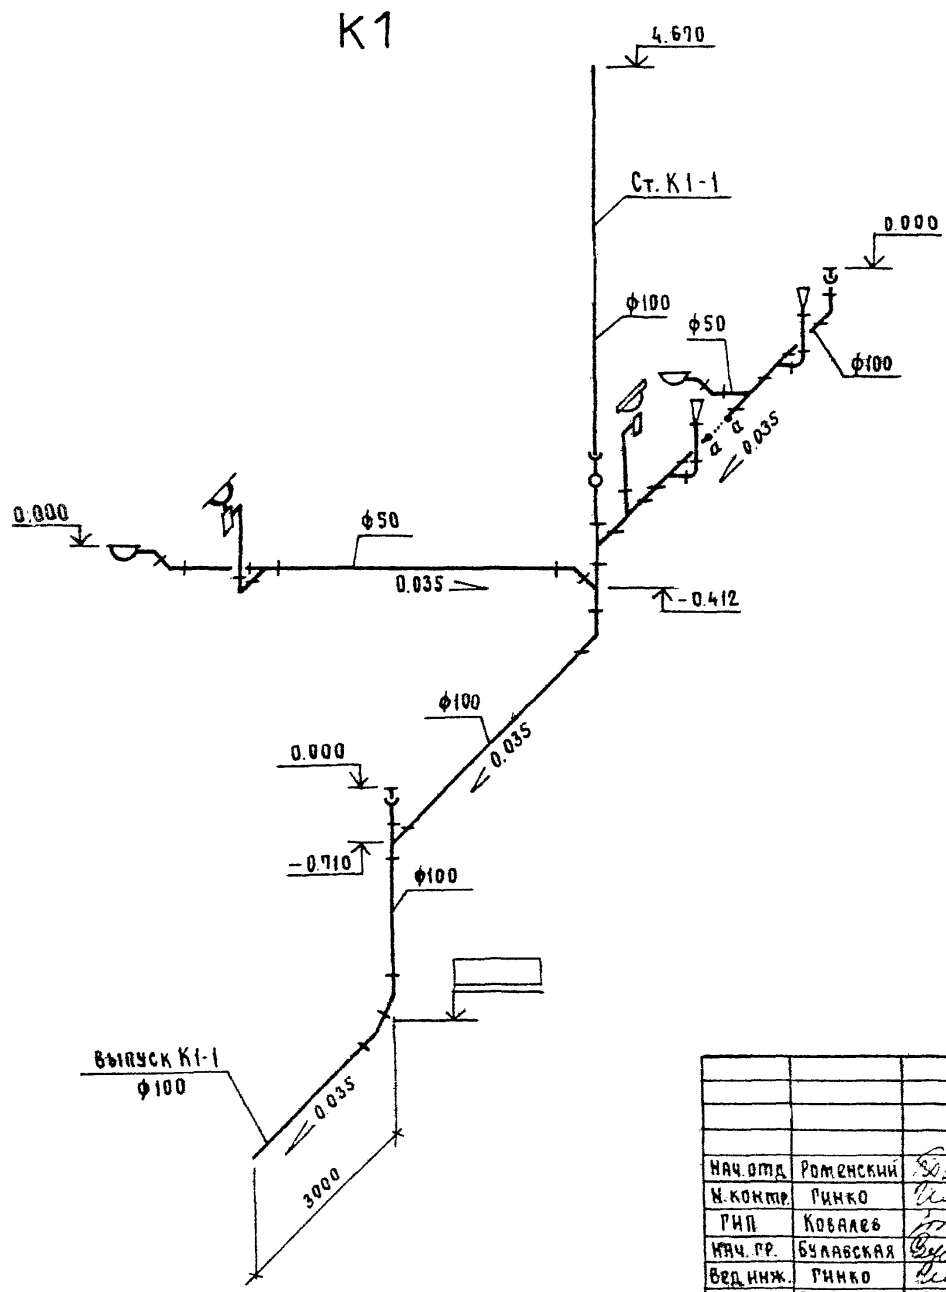 К1
4.670
Ст. К1-1
0.000
ф100
ф50
ф100
а
а
0.035
0.000
ф50
0.035
-0.412
ф100
0.035
0.000
-0.710
ф100
Выпуск К1-1
ф100
0.035
3000
Нач.отд Роменский
Н.контр. Гинко
ГИП Ковалев
Нач. гр. Булавская
Вед. инж. Гинко